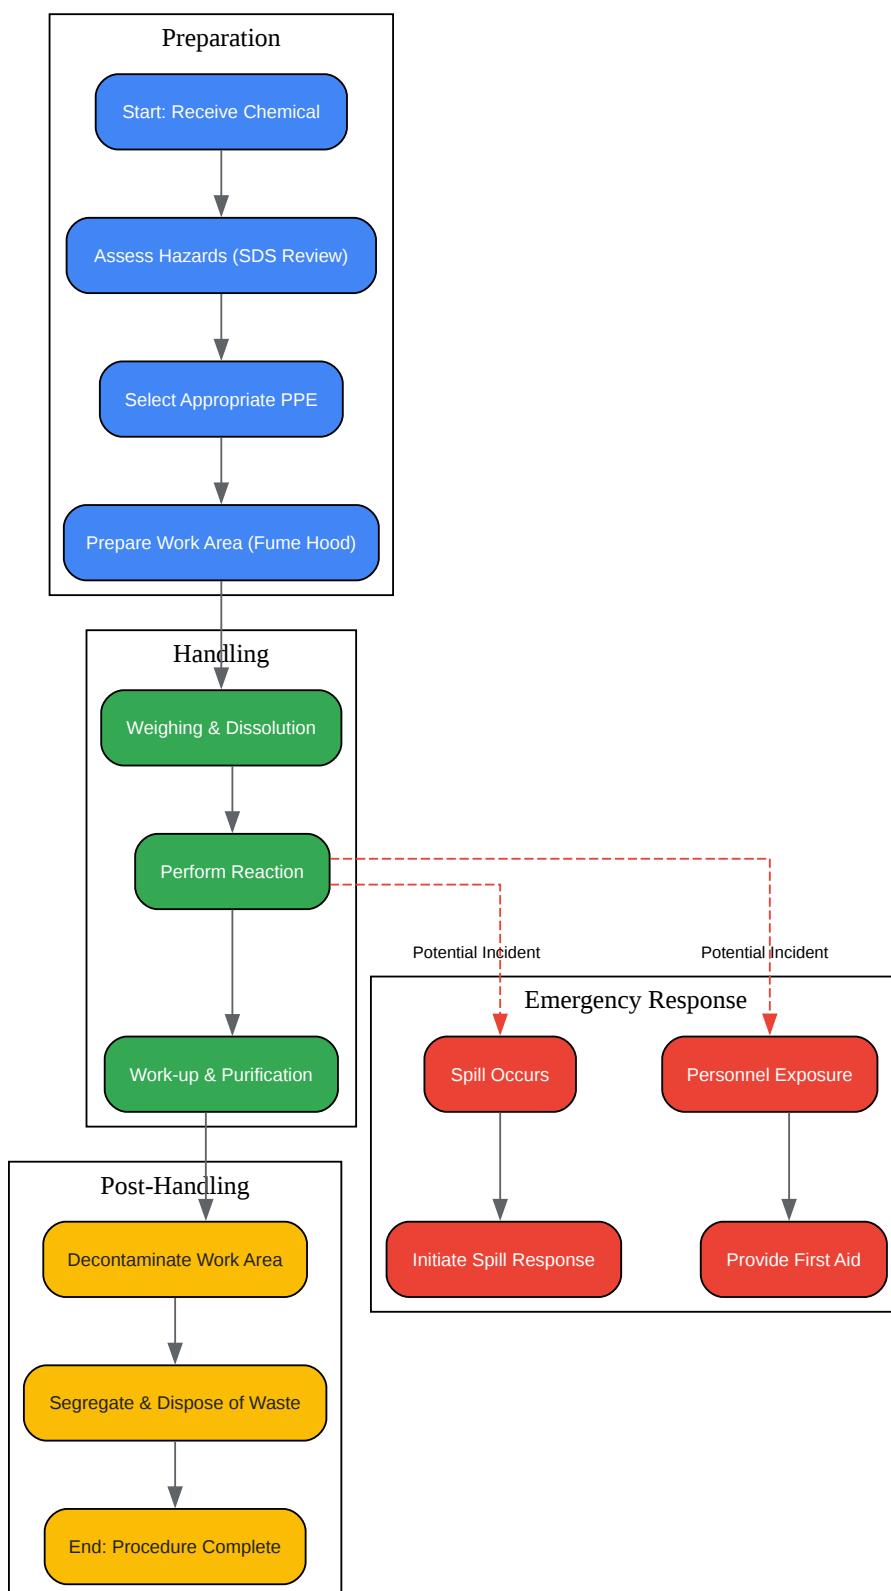 Preparation
Start: Receive Chemical
Assess Hazards (SDS Review)
Select Appropriate PPE
Prepare Work Area (Fume Hood)
Handling
Weighing & Dissolution
Perform Reaction
Potential Incident
Potential Incident
Emergency Response
Work-up & Purification
Spill Occurs
Personnel Exposure
Post-Handling
Decontaminate Work Area
Initiate Spill Response
Provide First Aid
Segregate & Dispose of Waste
End: Procedure Complete